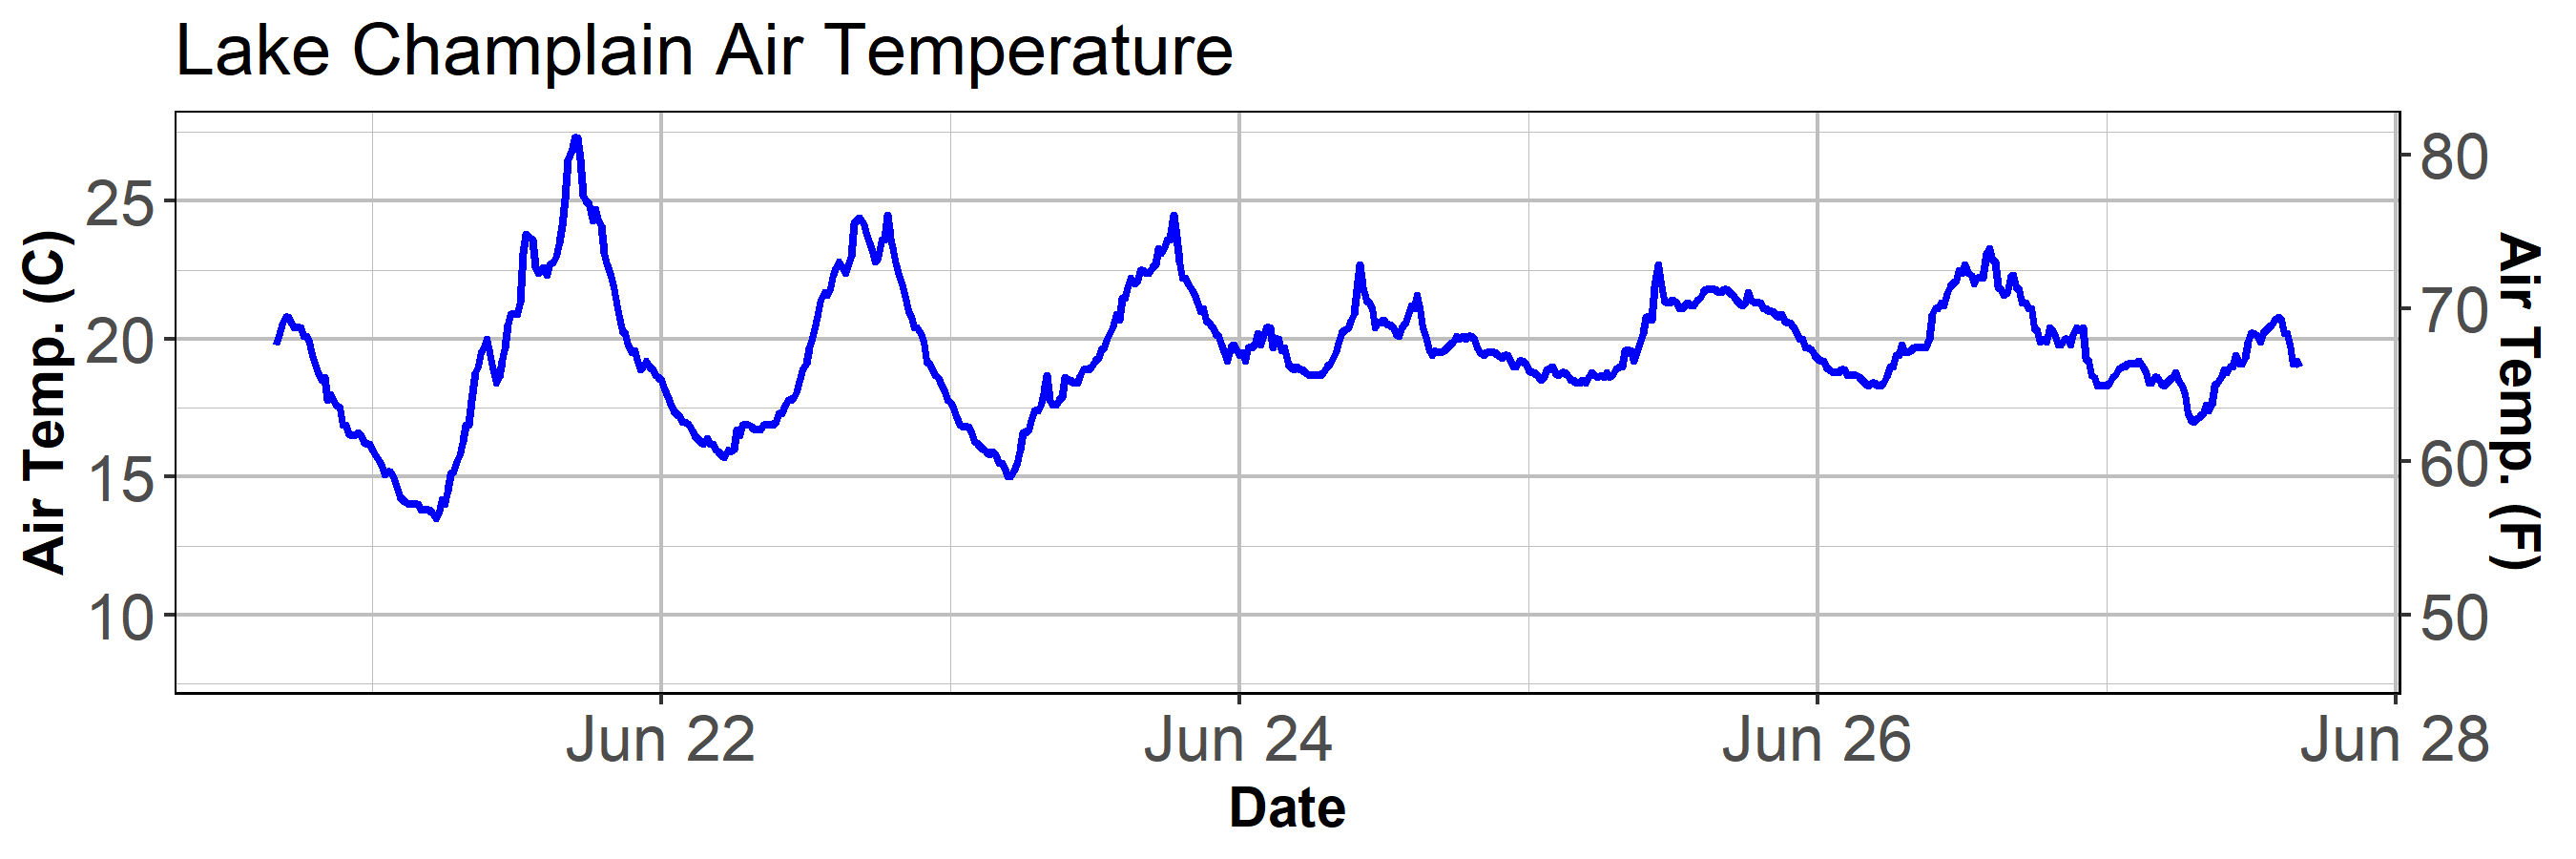 Lake Champlain Air Temperature
Air Temp. (C)
25
20
15
10
80
70
60
50
Air Temp. (F)
Jun 22
Jun 24
Jun 26
Jun 28
Date